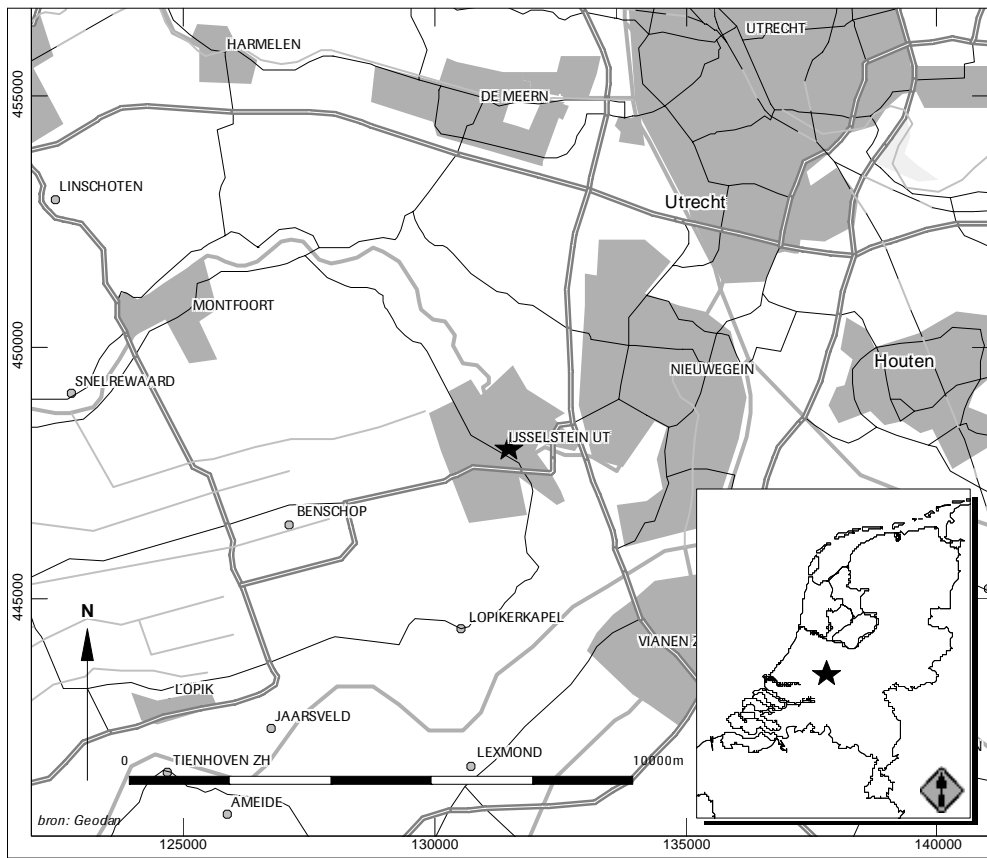 UTRECHT
HARMELEN
DE MEERN
455000
LINSCHOTEN
Utrecht
MONTFOORT
450000
NIEUWEGEIN
Houten
SNELREWAARD
IJSSELSTEIN UT
BENSCHOP
445000
N
LOPIKERKAPEL
VIANEN
LOPIK
JAARSVELD
TIENHOVEN ZH
LEXMOND
0
10000m
AMEIDE
bron: Geodan
125000
130000
135000
140000